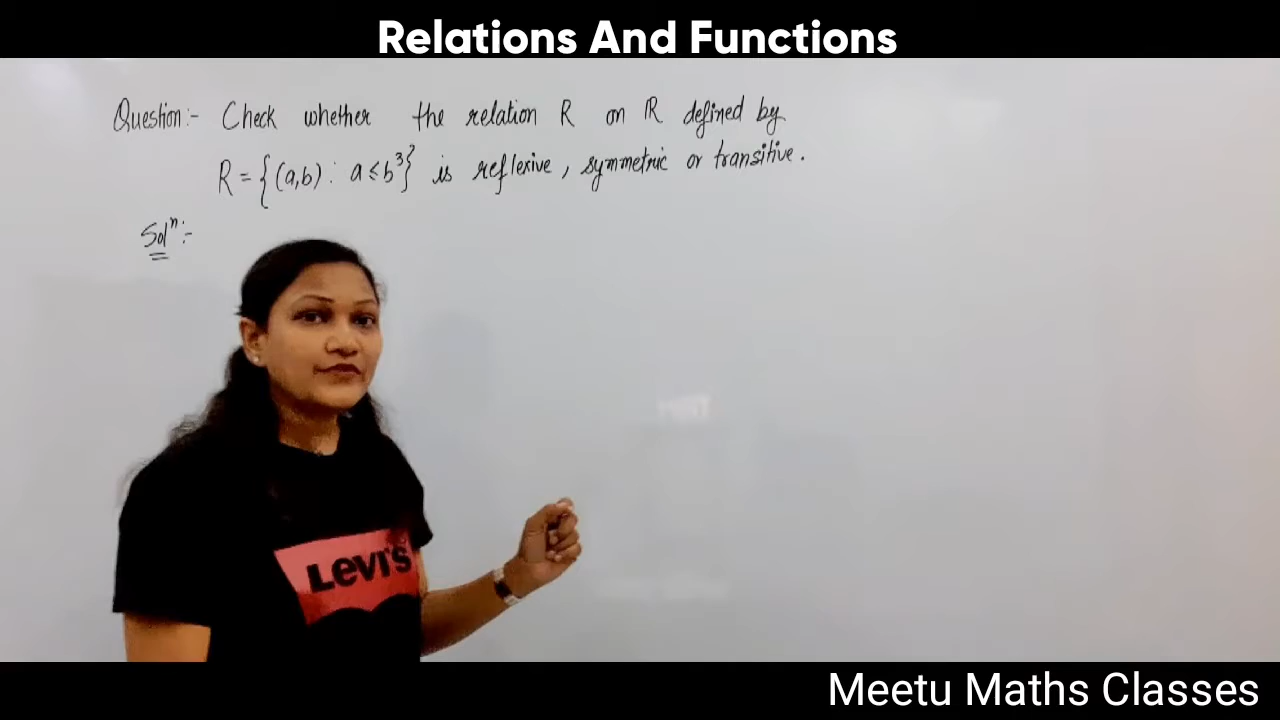 Relations And Functions
Question:- Check whether the relation R on ℝ defined by
R = {(a,b) : a ≤ b³} is reflexive, symmetric or transitive.
Solⁿ:-
LEVI'S
Meetu Maths Classes